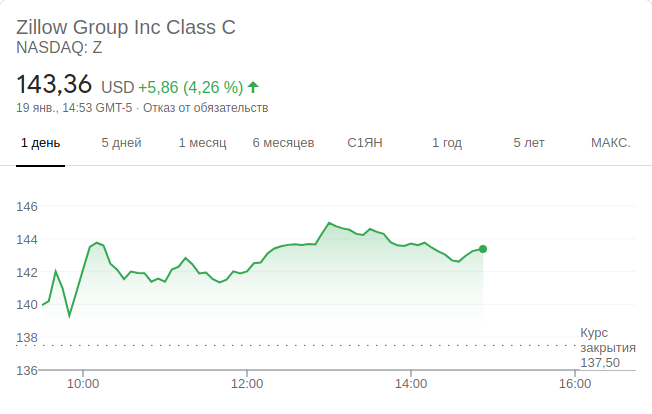 Zillow Group Inc Class C
NASDAQ: Z
143,36 USD +5,86 (4,26 %)
19 янв., 14:53 GMT-5 · Отказ от обязательств
1 день 5 дней 1 месяц 6 месяцев С1ЯН 1 год 5 лет МАКС.
146
144
142
140
138
136
Курс
закрытия
137,50
10:00 12:00 14:00 16:00